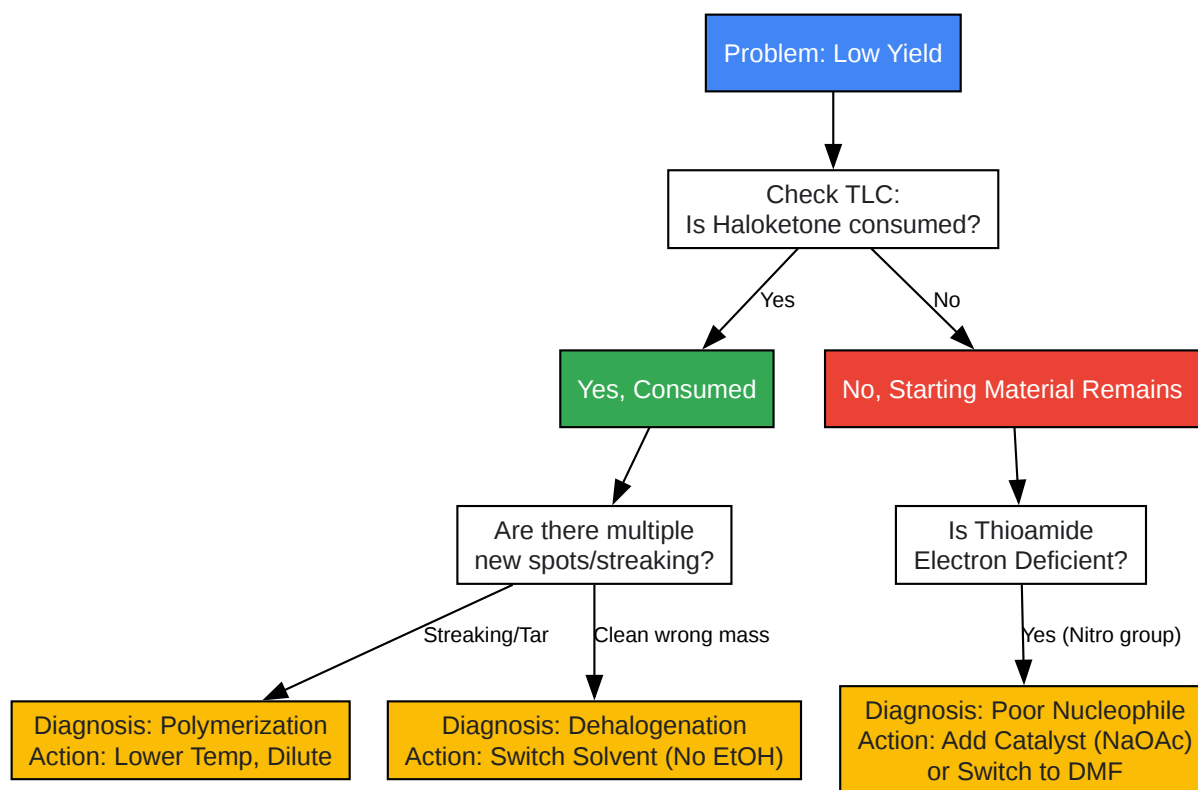 Problem: Low Yield
Check TLC:
Is Haloketone consumed?
Yes
No
Yes, Consumed
No, Starting Material Remains
Are there multiple
new spots/streaking?
Is Thioamide
Electron Deficient?
Streaking/Tar
Clean wrong mass
Yes (Nitro group)
Diagnosis: Polymerization
Action: Lower Temp, Dilute
Diagnosis: Dehalogenation
Action: Switch Solvent (No EtOH)
Diagnosis: Poor Nucleophile
Action: Add Catalyst (NaOAc)
or Switch to DMF